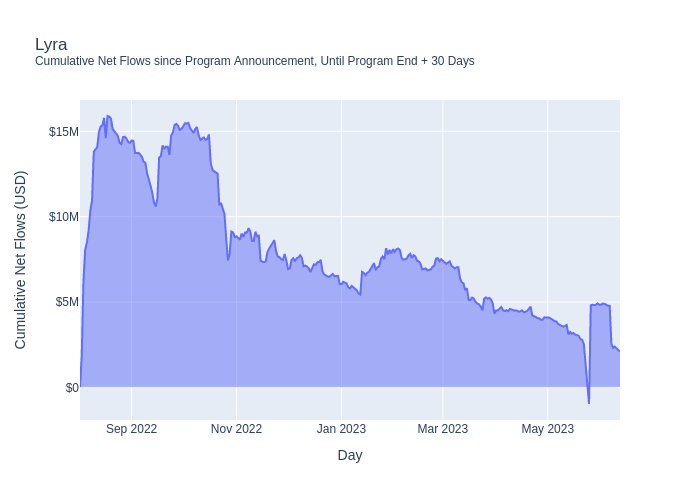 Lyra
Cumulative Net Flows since Program Announcement, Until Program End + 30 Days
Cumulative Net Flows (USD)
$15M
$10M
$5M
$0
Sep 2022
Nov 2022
Jan 2023
Mar 2023
May 2023
Day